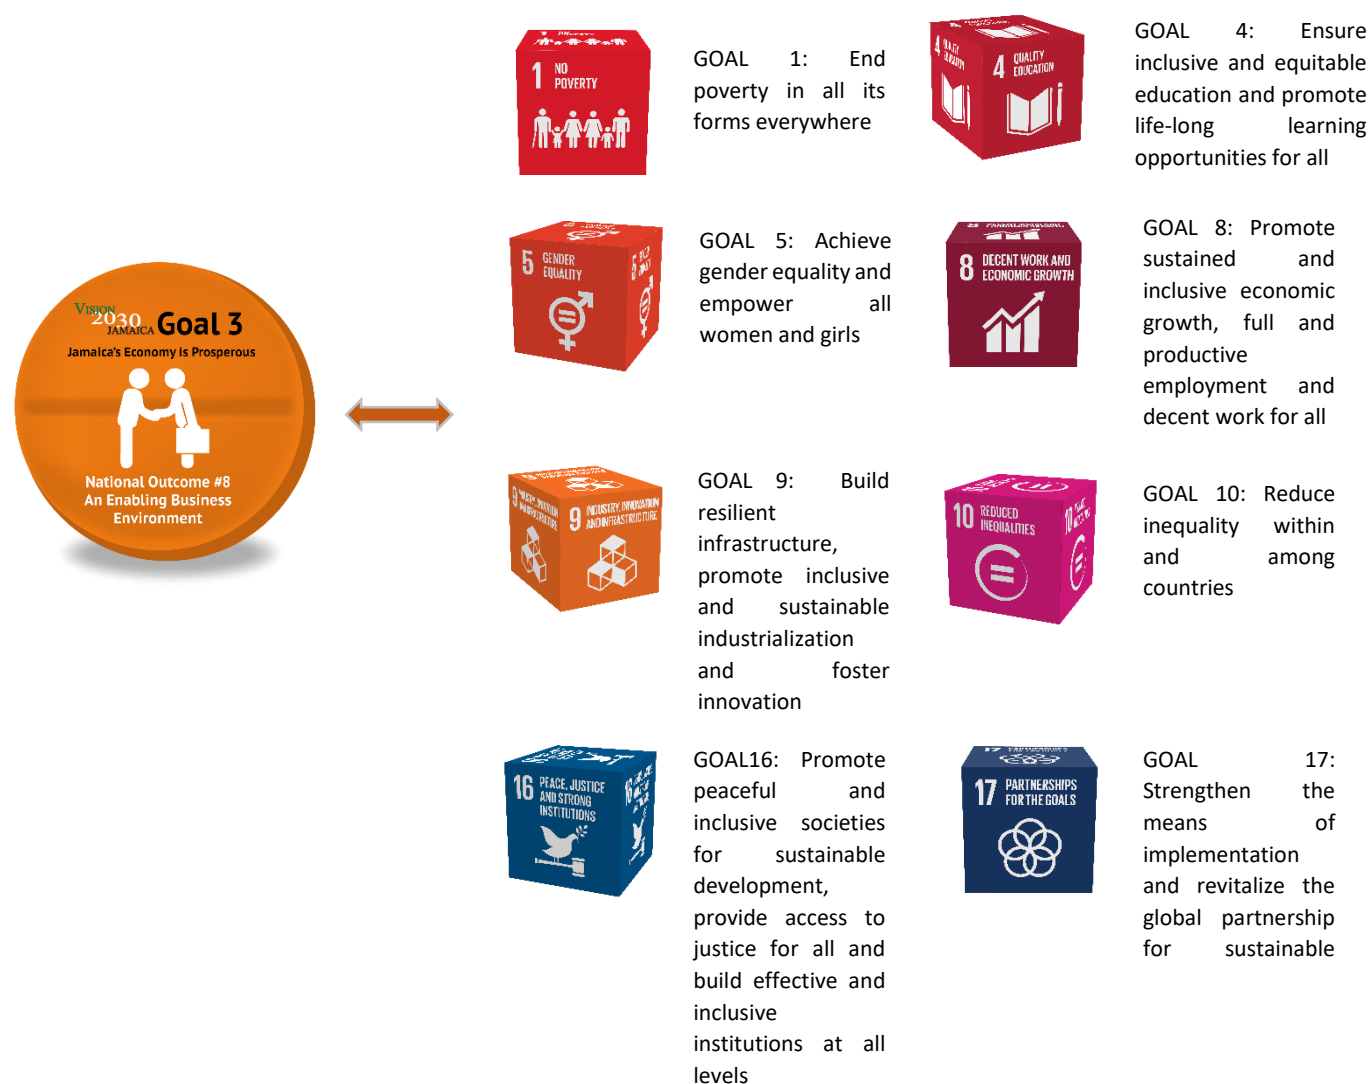 VISION
2030
JAMAICA
Goal 3
Jamaica's Economy is Prosperous
National Outcome #8
An Enabling Business
Environment
1 NO
POVERTY
GOAL 1: End
poverty in all its
forms everywhere
4 QUALITY
EDUCATION
GOAL 4: Ensure
inclusive and equitable
education and promote
life-long learning
opportunities for all
5 GENDER
EQUALITY
GOAL 5: Achieve
gender equality and
empower all
women and girls
8 DECENT WORK AND
ECONOMIC GROWTH
GOAL 8: Promote
sustained and
inclusive economic
growth, full and
productive
employment and
decent work for all
9 INDUSTRY, INNOVATION
AND INFRASTRUCTURE
GOAL 9: Build
resilient
infrastructure,
promote inclusive
and sustainable
industrialization
and foster
innovation
10 REDUCED
INEQUALITIES
GOAL 10: Reduce
inequality within
and among
countries
16 PEACE, JUSTICE
AND STRONG
INSTITUTIONS
GOAL16: Promote
peaceful and
inclusive societies
for sustainable
development,
provide access to
justice for all and
build effective and
inclusive
institutions at all
levels
17 PARTNERSHIPS
FOR THE GOALS
GOAL 17:
Strengthen the
means of
implementation
and revitalize the
global partnership
for sustainable